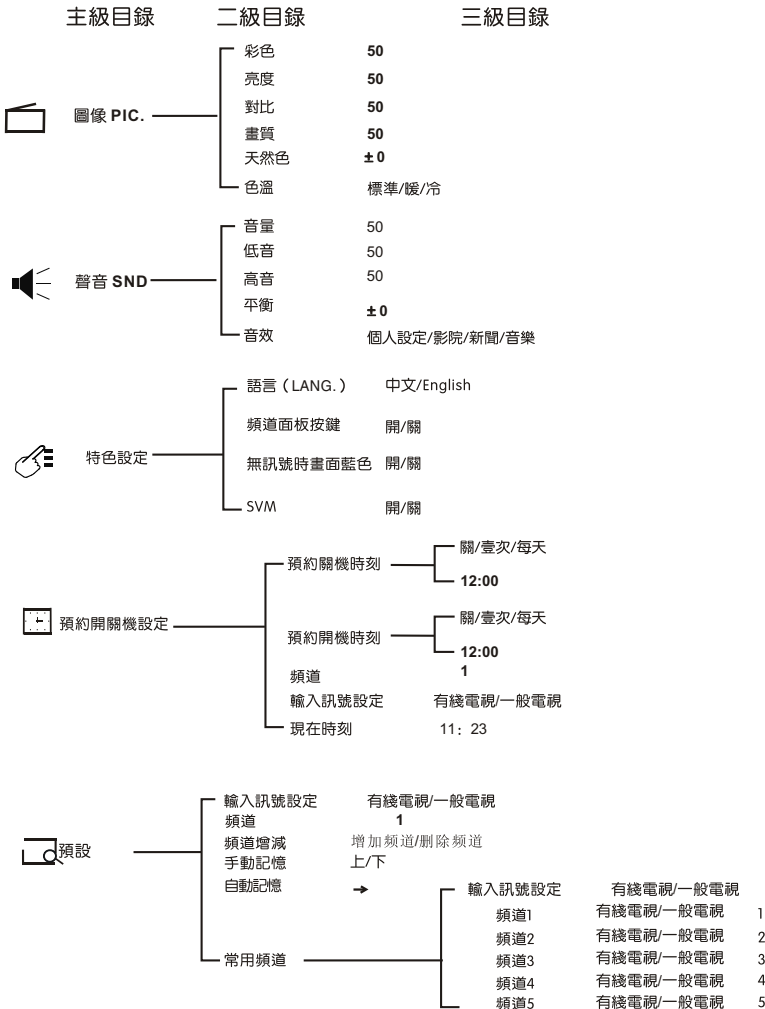 主級目錄 二級目錄 三級目錄
彩色 50
亮度 50
對比 50
圖像 PIC.
畫質 50
天然色 ±0
色溫 標準/暖/冷
音量 50
低音 50
聲音 SND
高音 50
平衡 ±0
音效 個人設定/影院/新聞/音樂
語言（LANG.） 中文/English
頻道面板按鍵 開/關
特色設定
無訊號時畫面藍色 開/關
SVM 開/關
關/壹次/每天
預約關機時刻
12:00
預約開關機設定
關/壹次/每天
預約開機時刻
12:00
頻道 1
輸入訊號設定 有綫電視/一般電視
現在時刻 11: 23
輸入訊號設定 有綫電視/一般電視
頻道 1
頻道增減 增加频道/删除频道
預設
手動記憶 上/下
自動記憶 →
輸入訊號設定 有綫電視/一般電視
頻道1 有綫電視/一般電視 1
頻道2 有綫電視/一般電視 2
常用頻道
頻道3 有綫電視/一般電視 3
頻道4 有綫電視/一般電視 4
頻道5 有綫電視/一般電視 5